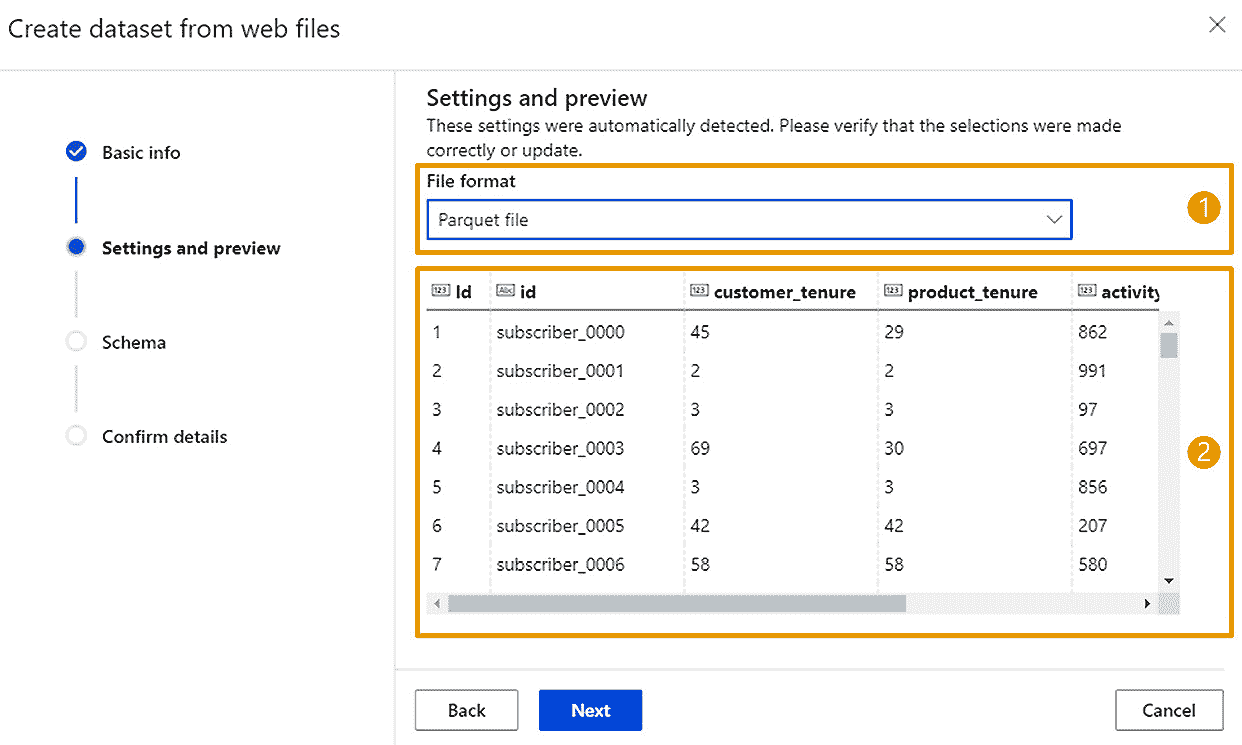 Create dataset from web files
Basic info
Settings and preview
Schema
Confirm details
Settings and preview
These settings were automatically detected. Please verify that the selections were made
correctly or update.
File format
Parquet file
1
123 Id Abc id 123 customer_tenure 123 product_tenure 123 activity
1 subscriber_0000 45 29 862
2 subscriber_0001 2 2 991
3 subscriber_0002 3 3 97
4 subscriber_0003 69 30 697
5 subscriber_0004 3 3 856
6 subscriber_0005 42 42 207
7 subscriber_0006 58 58 580
2
Back Next Cancel